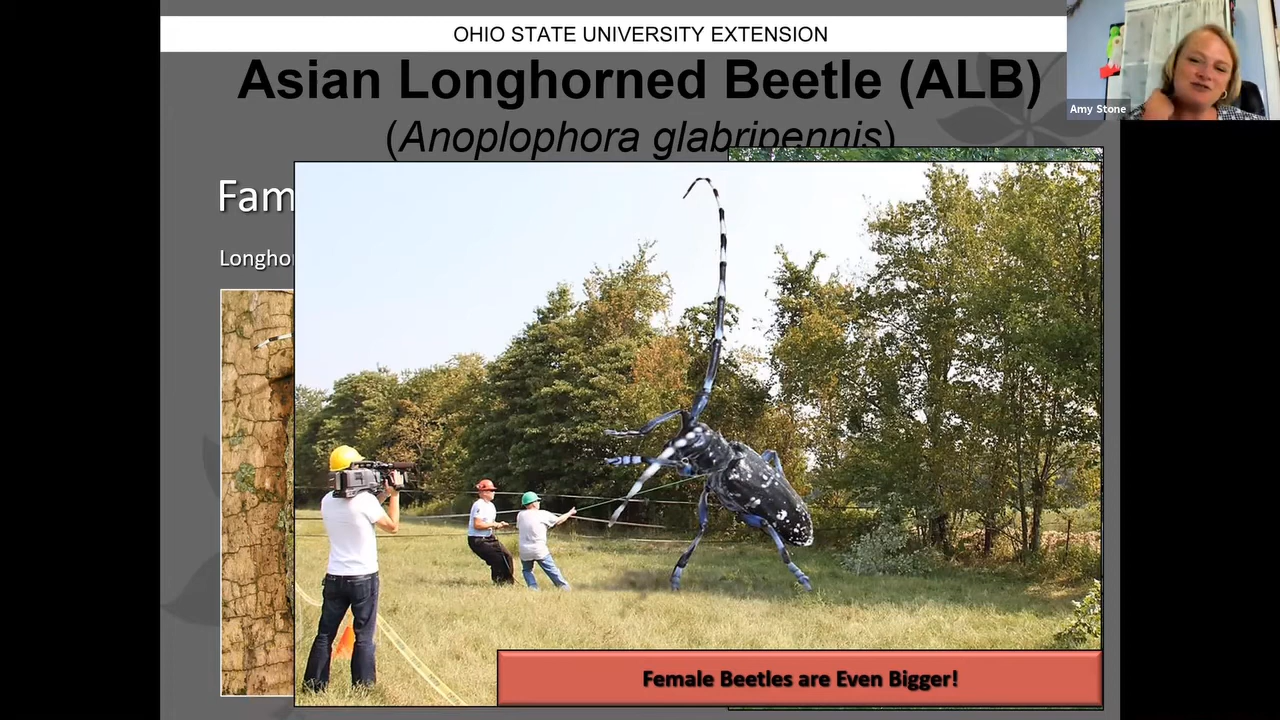 OHIO STATE UNIVERSITY EXTENSION
Asian Longhorned Beetle (ALB)
(Anoplophora glabripennis)
Amy Stone
Fam
Longho
Female Beetles are Even Bigger!